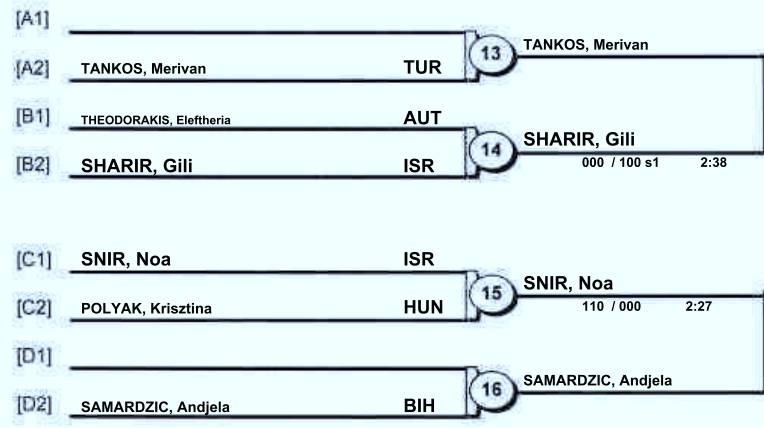 [A1]
13 TANKOS, Merivan
[A2] TANKOS, Merivan TUR
[B1] THEODORAKIS, Eleftheria AUT
14 SHARIR, Gili
[B2] SHARIR, Gili ISR
000 / 100 s1 2:38
[C1] SNIR, Noa ISR
15 SNIR, Noa
[C2] POLYAK, Krisztina HUN
110 / 000 2:27
[D1]
16 SAMARDZIC, Andjela
[D2] SAMARDZIC, Andjela BIH